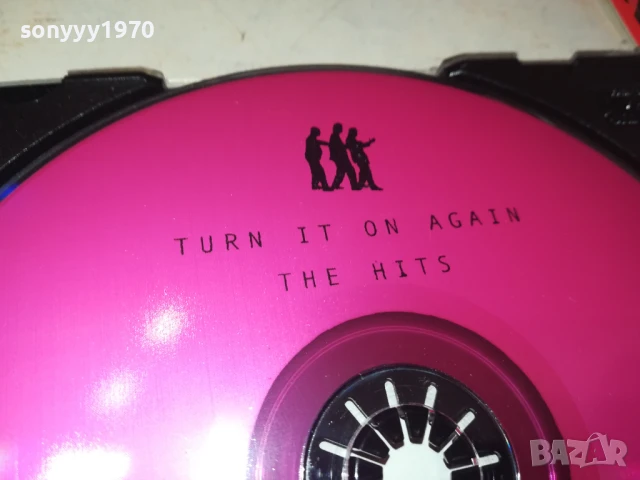 sonyyy1970
TURN IT ON AGAIN
THE HITS
BAZAR